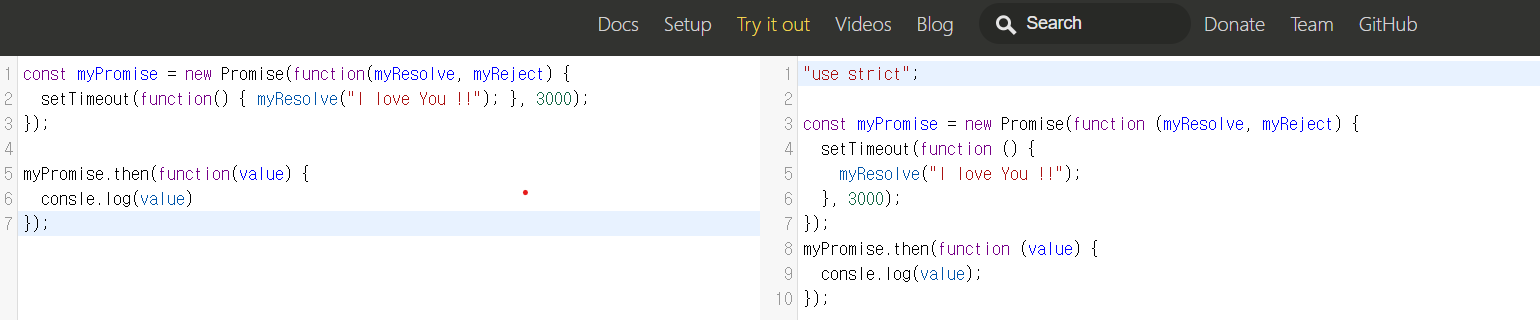 Docs Setup Try it out Videos Blog Search Donate Team GitHub
1 const myPromise = new Promise(function(myResolve, myReject) {
2 setTimeout(function() { myResolve("I love You !!"); }, 3000);
3 });
4
5 myPromise.then(function(value) {
6 consle.log(value)
7 });
1 "use strict";
2
3 const myPromise = new Promise(function (myResolve, myReject) {
4 setTimeout(function () {
5 myResolve("I love You !!");
6 }, 3000);
7 });
8 myPromise.then(function (value) {
9 consle.log(value);
10 });